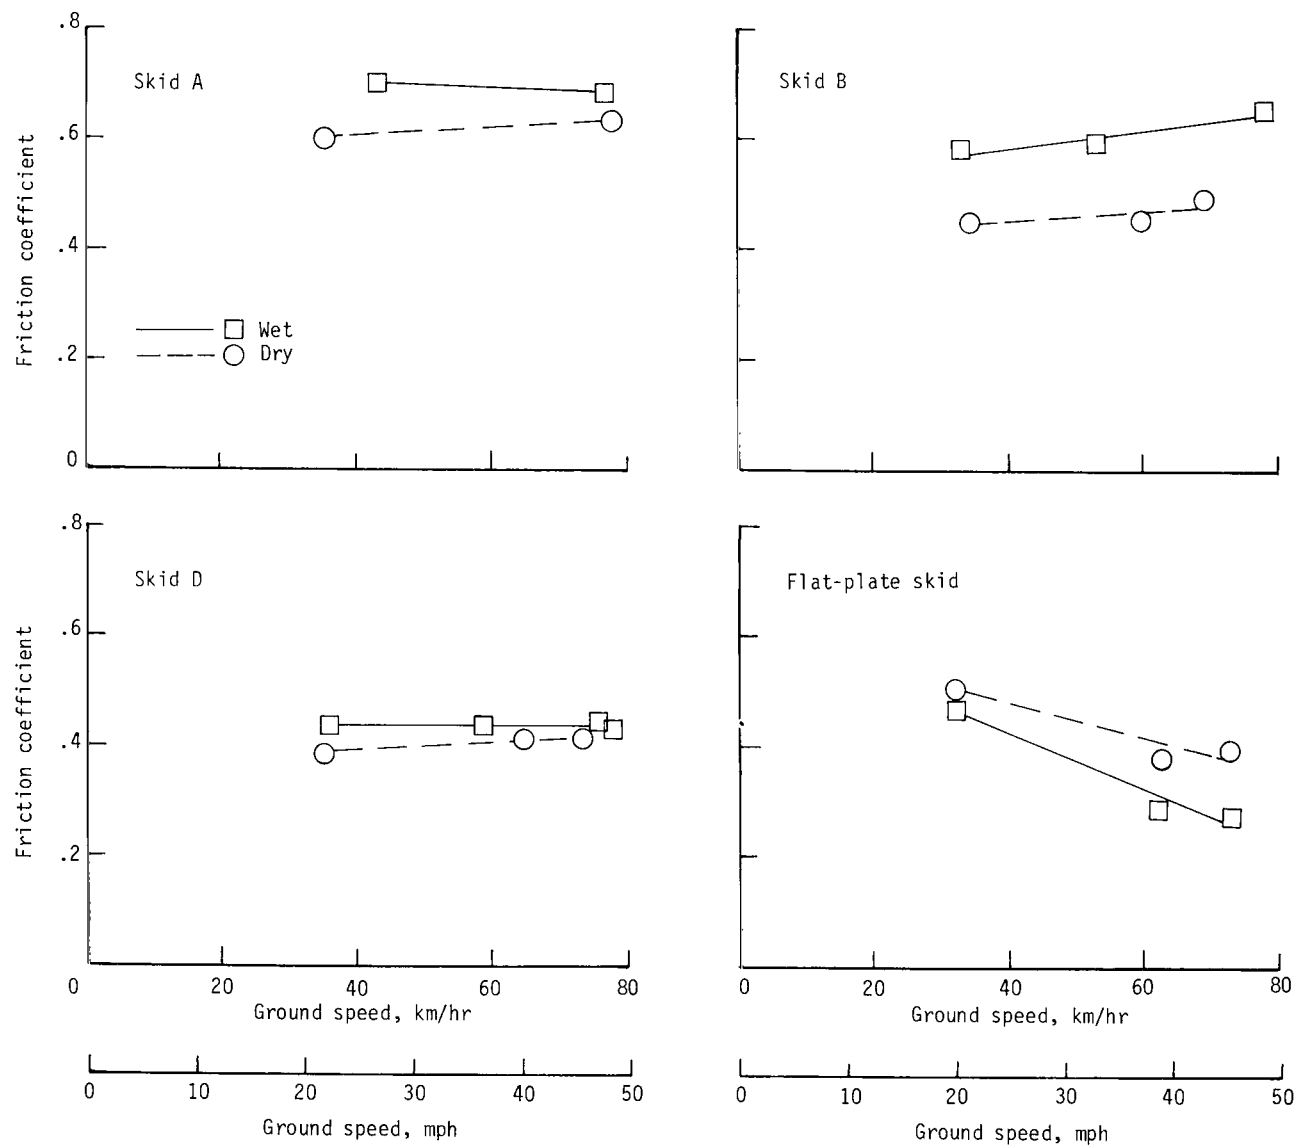 .8
Skid A
Skid B
.6
.4
Friction coefficient
Wet
Dry
.2
0
.8
Skid D
Flat-plate skid
.6
.4
Friction coefficient
.2
0 20 40 60 80
Ground speed, km/hr
0 20 40 60 80
Ground speed, km/hr
0 10 20 30 40 50
Ground speed, mph
0 10 20 30 40 50
Ground speed, mph